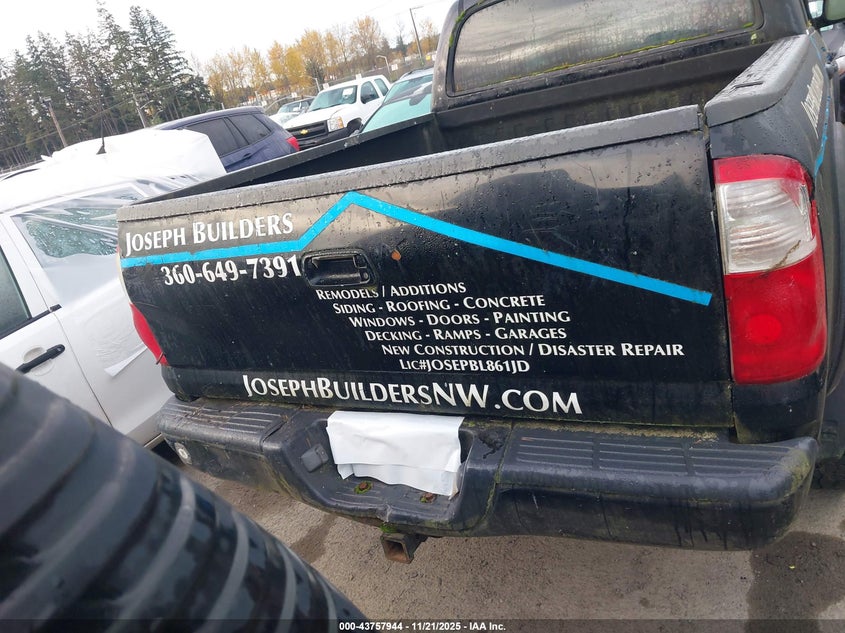 JOSEPH BUILDERS
360-649-7391
REMODELS / ADDITIONS
SIDING - ROOFING - CONCRETE
WINDOWS - DOORS - PAINTING
DECKING - RAMPS - GARAGES
NEW CONSTRUCTION / DISASTER REPAIR
LIC#JOSEPBL861JD
JOSEPHBUILDERSNW.COM
000-43757944 - 11/21/2025 - IAA Inc.